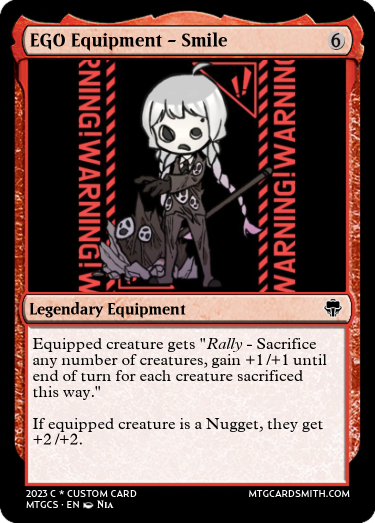 EGO Equipment – Smile 6
WARNING!WARNING!
WARNING!WARNING!
!!
Legendary Equipment
Equipped creature gets "Rally - Sacrifice
any number of creatures, gain +1/+1 until
end of turn for each creature sacrificed
this way."
If equipped creature is a Nugget, they get
+2/+2.
2023 C * CUSTOM CARD
MTGCS · EN NIA
MTGCARDSMITH.COM